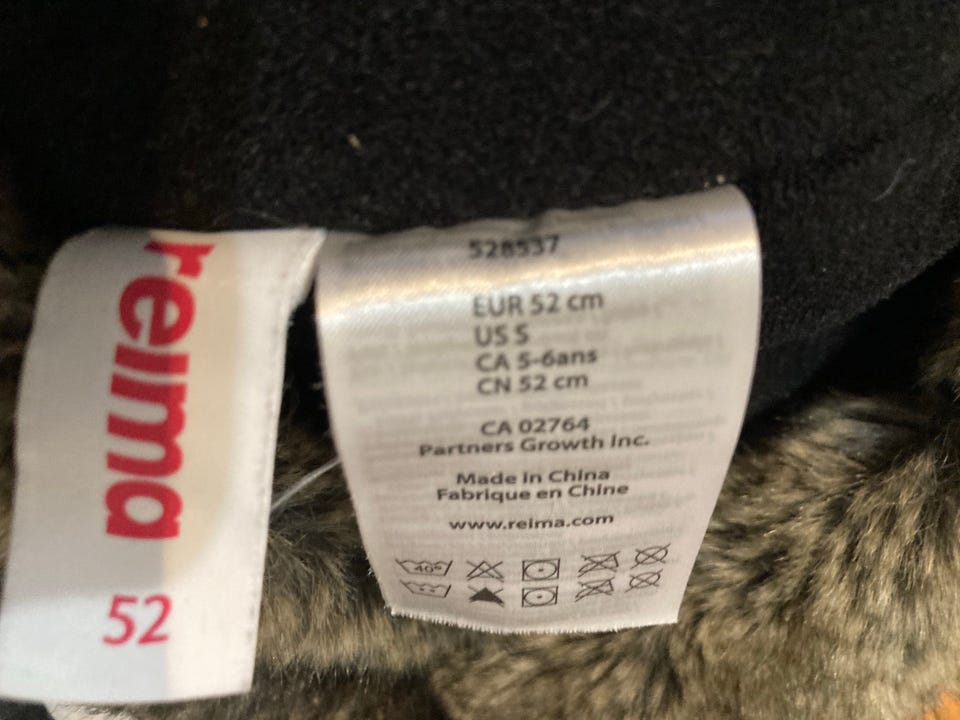 reima
52
528537
EUR 52 cm
US S
CA 5-6ans
CN 52 cm
CA 02764
Partners Growth Inc.
Made in China
Fabrique en Chine
www.reima.com
40°